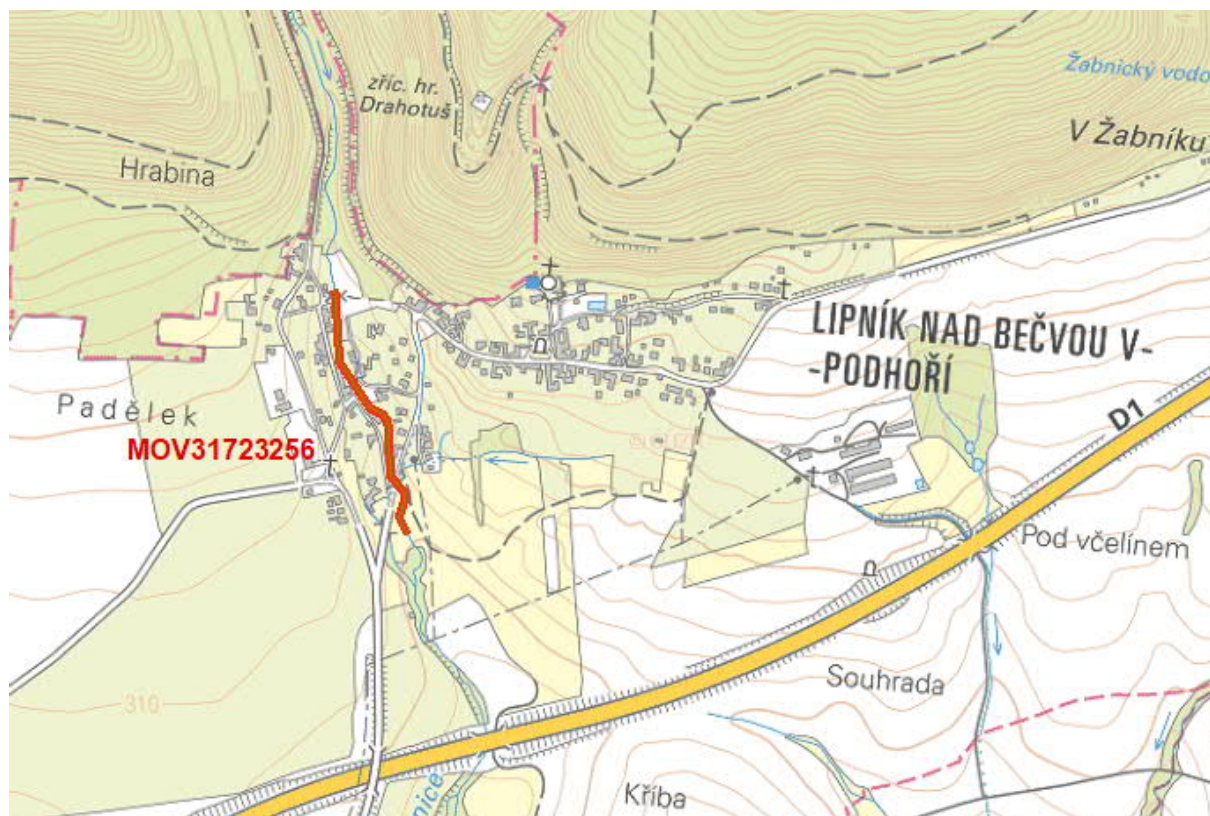 Žabnický vodo
zříc. hr.
Drahotuš
V Žabníku
Hrabina
LIPNÍK NAD BEČVOU V-
-PODHOŘÍ
D1
Padělek
MOV31723256
Pod včelínem
Souhrada
310
nice
Kříba